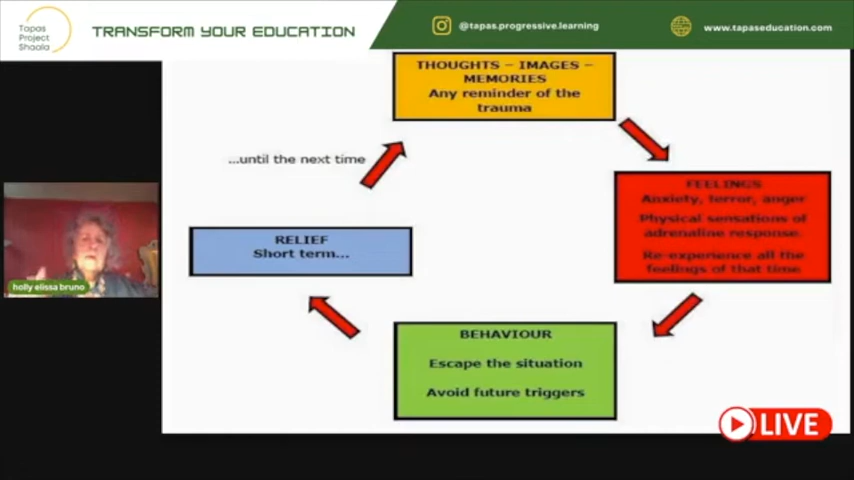 Tapas
Project
Shaala
TRANSFORM YOUR EDUCATION
@tapas.progressive.learning
www.tapaseducation.com
THOUGHTS – IMAGES –
MEMORIES
Any reminder of the
trauma
...until the next time
FEELINGS
Anxiety, terror, anger
Physical sensations of
adrenaline response.
Re-experience all the
feelings of that time
RELIEF
Short term...
holly elissa bruno
BEHAVIOUR
Escape the situation
Avoid future triggers
LIVE